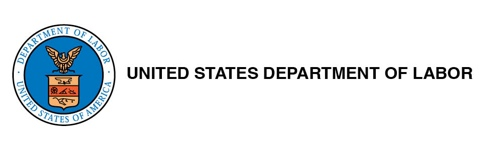 DEPARTMENT OF LABOR
UNITED STATES OF AMERICA
UNITED STATES DEPARTMENT OF LABOR